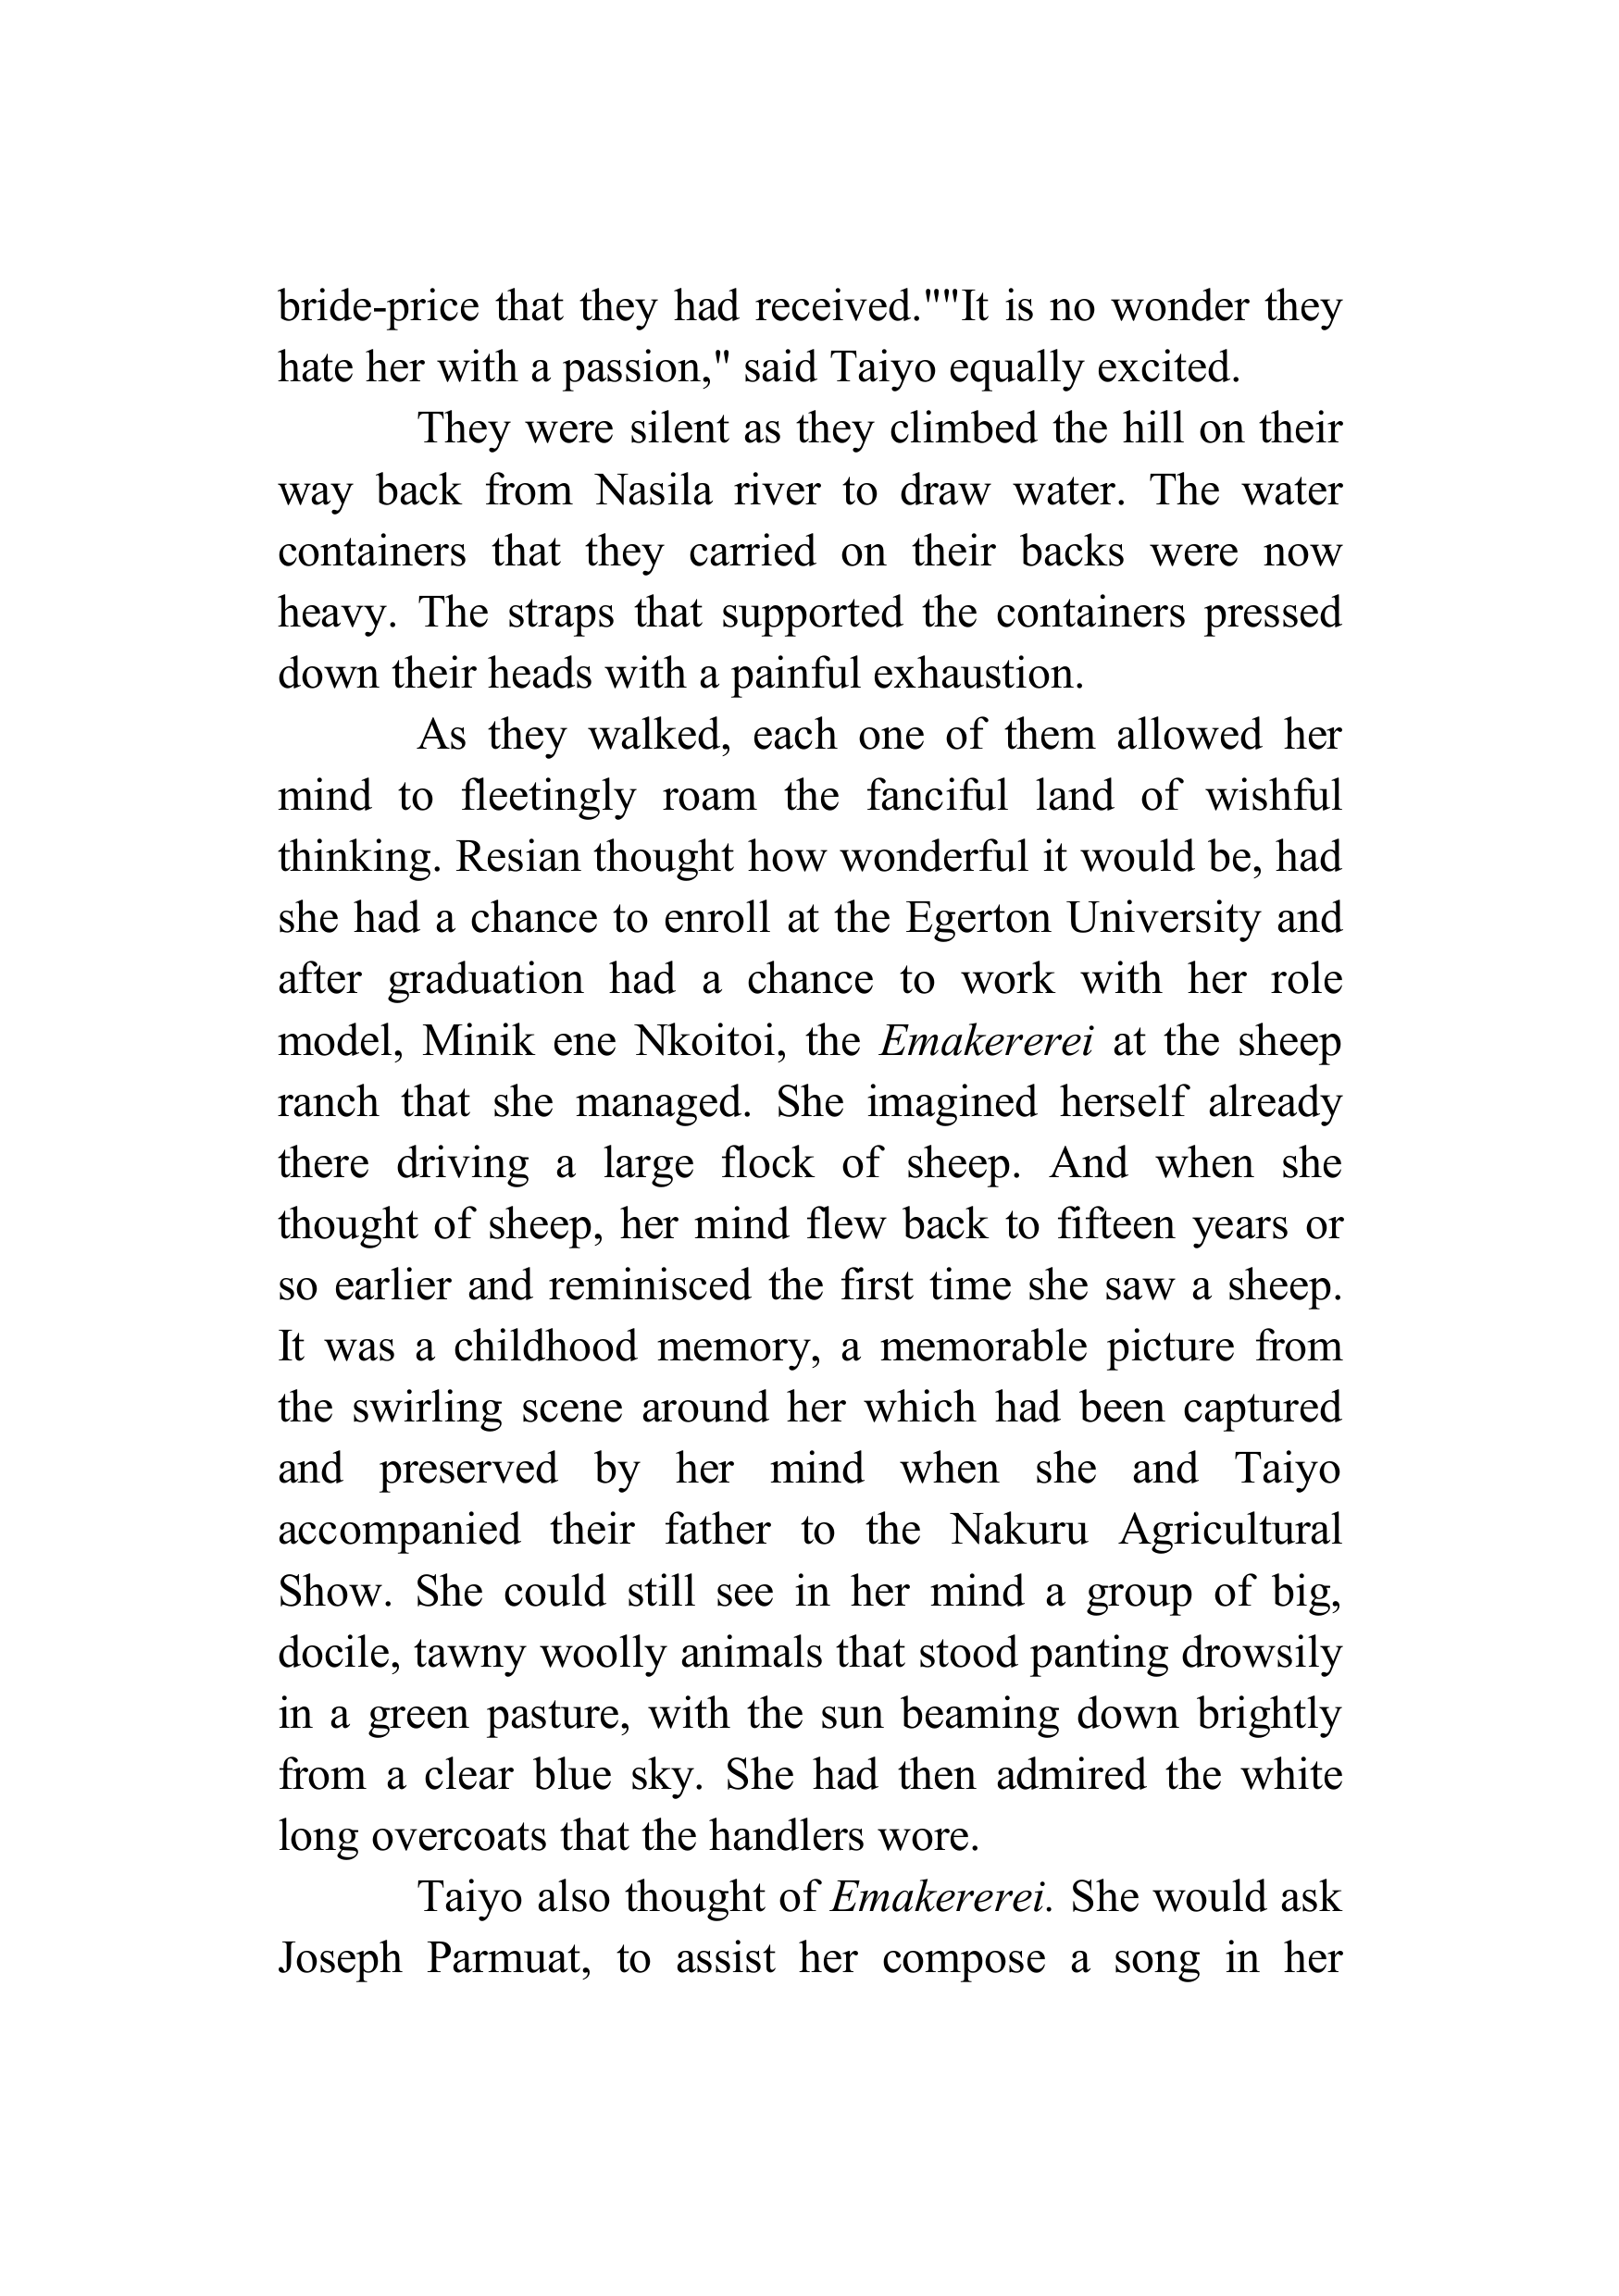 bride-price that they had received.""It is no wonder they
hate her with a passion," said Taiyo equally excited.
They were silent as they climbed the hill on their
way back from Nasila river to draw water. The water
containers that they carried on their backs were now
heavy. The straps that supported the containers pressed
down their heads with a painful exhaustion.
As they walked, each one of them allowed her
mind to fleetingly roam the fanciful land of wishful
thinking. Resian thought how wonderful it would be, had
she had a chance to enroll at the Egerton University and
after graduation had a chance to work with her role
model, Minik ene Nkoitoi, the Emakererei at the sheep
ranch that she managed. She imagined herself already
there driving a large flock of sheep. And when she
thought of sheep, her mind flew back to fifteen years or
so earlier and reminisced the first time she saw a sheep.
It was a childhood memory, a memorable picture from
the swirling scene around her which had been captured
and preserved by her mind when she and Taiyo
accompanied their father to the Nakuru Agricultural
Show. She could still see in her mind a group of big,
docile, tawny woolly animals that stood panting drowsily
in a green pasture, with the sun beaming down brightly
from a clear blue sky. She had then admired the white
long overcoats that the handlers wore.
Taiyo also thought of Emakererei. She would ask
Joseph Parmuat, to assist her compose a song in her